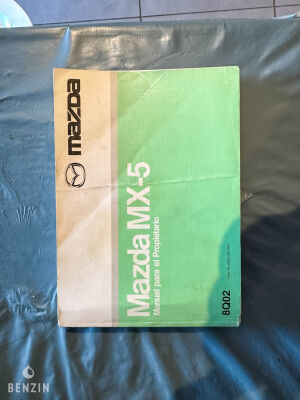 mazda
Mazda MX-5
Manual para el Propietario
8Q02
BENZIN